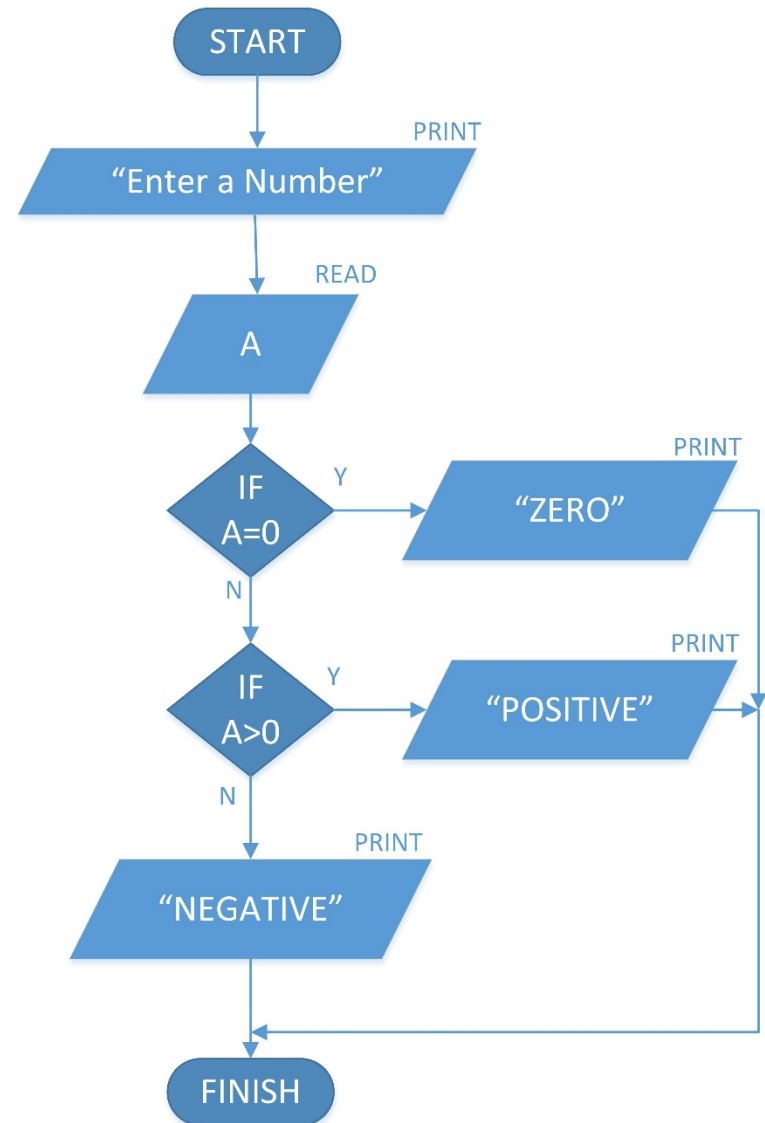 START
PRINT
“Enter a Number”
READ
A
PRINT
IF
A=0
Y
“ZERO”
N
PRINT
IF
A>0
Y
“POSITIVE”
N
PRINT
“NEGATIVE”
FINISH